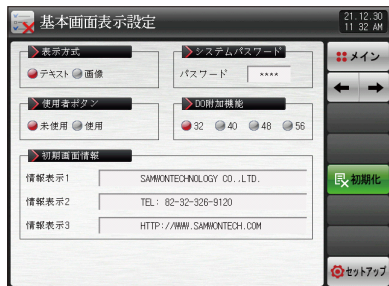 基本画面表示設定
21.12.30
11 32 AM
表示方式
テキスト 画像
システムパスワード
パスワード ****
使用者ボタン
未使用 使用
DO附加機能
32 40 48 56
初期画面情報
情報表示1 SAMWONTECHNOLOGY CO..LTD.
情報表示2 TEL: 82-32-326-9120
情報表示3 HTTP://WWW.SAMWONTECH.COM
メイン
初期化
セットアップ